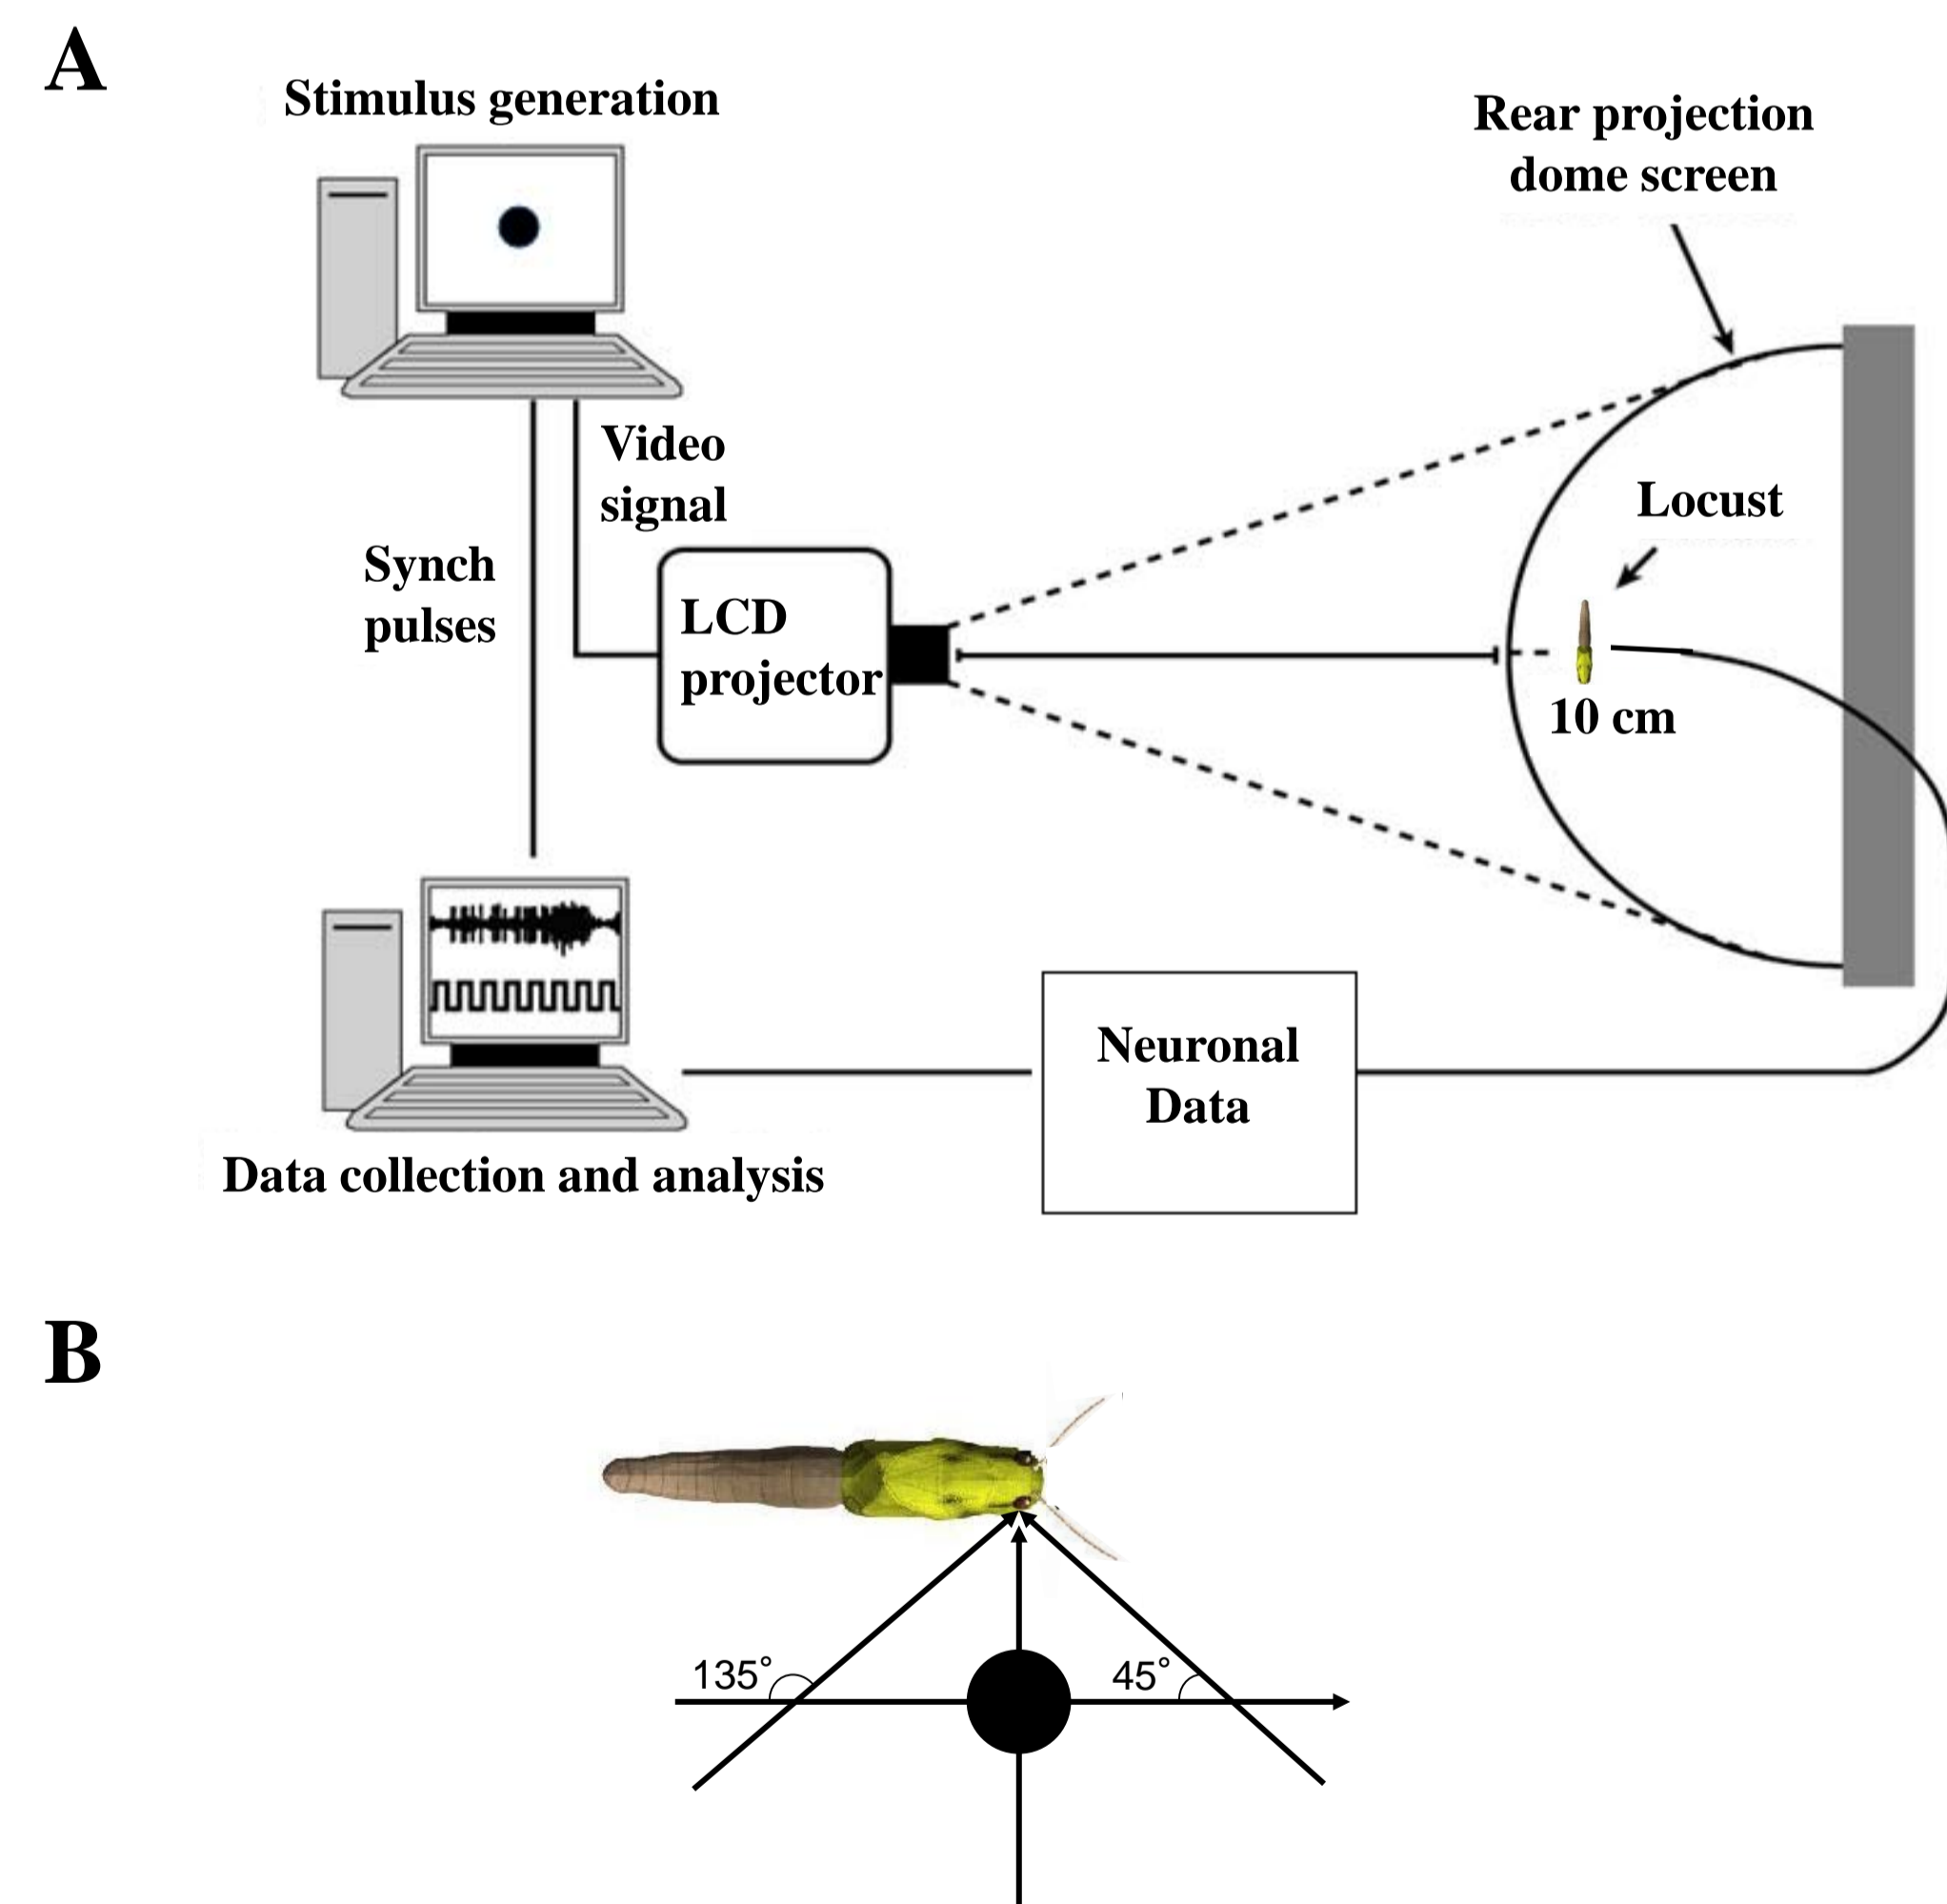 A
Stimulus generation
Rear projection
dome screen
Video
signal
Locust
Synch
pulses
LCD
projector
10 cm
Neuronal
Data
Data collection and analysis
B
135°
45°